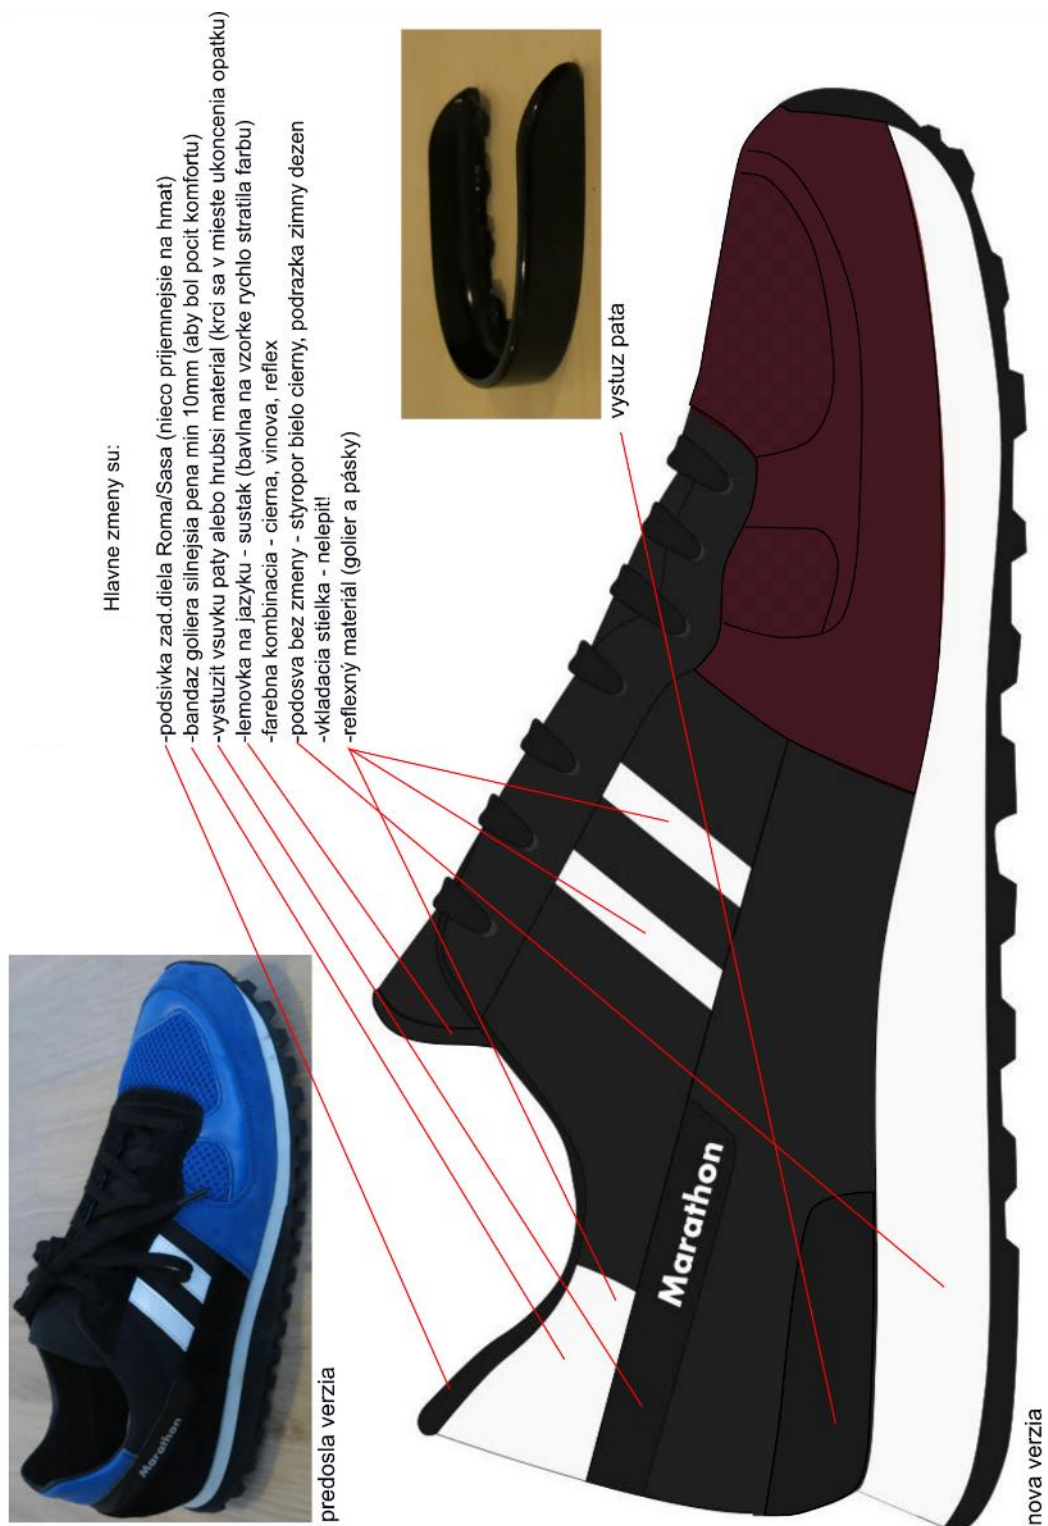 Hlavne zmeny su:
-podsivka zad.diela Roma/Sasa (nieco prijemnejsie na hmat)
-bandaz goliera silnejsia pena min 10mm (aby bol pocit komfortu)
-vystuzit vsuvku paty alebo hrubsi material (krci sa v mieste ukoncenia opatku)
-lemovka na jazyku - sustak (bavlna na vzorke rychlo stratila farbu)
-farebna kombinacia - cierna, vinova, reflex
-podosva bez zmeny - styropor bielo cierny, podrazka zimny dezen
-vkladacia stielka - nelepit!
-reflexný materiál (golier a pásky)
vystuz pata
Marathon
predosla verzia
Marathon
nova verzia